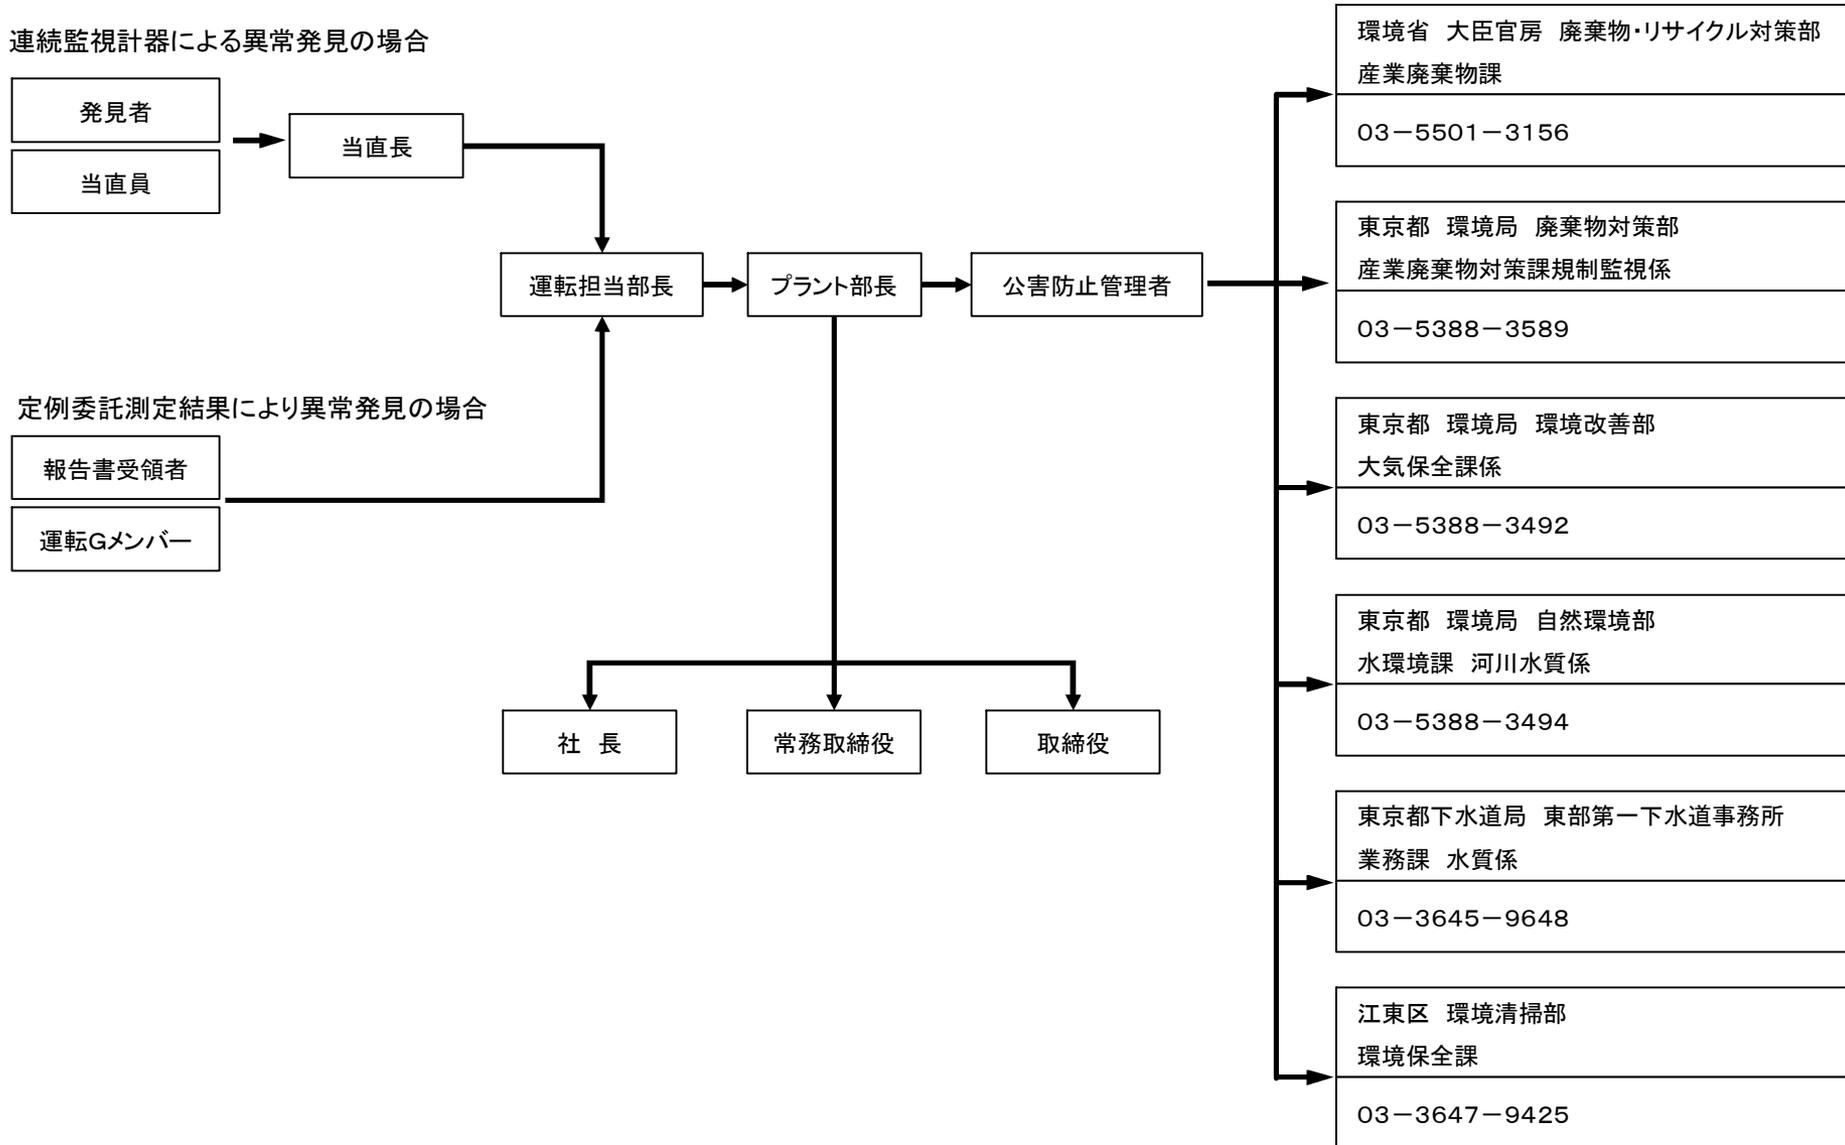 連続監視計器による異常発見の場合
発見者
当直員
当直長
運転担当部長
プラント部長
公害防止管理者
定例委託測定結果により異常発見の場合
報告書受領者
運転Gメンバー
社 長
常務取締役
取締役
環境省 大臣官房 廃棄物・リサイクル対策部
産業廃棄物課
03-5501-3156
東京都 環境局 廃棄物対策部
産業廃棄物対策課規制監視係
03-5388-3589
東京都 環境局 環境改善部
大気保全課係
03-5388-3492
東京都 環境局 自然環境部
水環境課 河川水質係
03-5388-3494
東京都下水道局 東部第一下水道事務所
業務課 水質係
03-3645-9648
江東区 環境清掃部
環境保全課
03-3647-9425